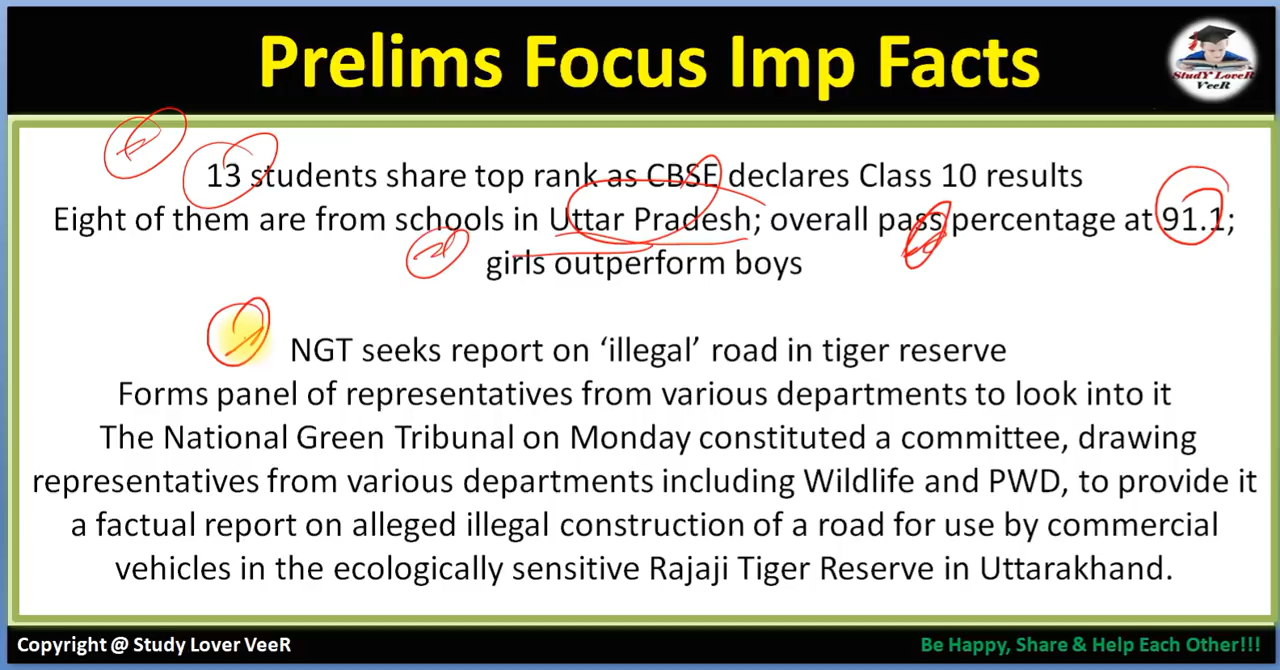 Prelims Focus Imp Facts
StudY LoveR
VeeR
13 students share top rank as CBSE declares Class 10 results
Eight of them are from schools in Uttar Pradesh; overall pass percentage at 91.1;
girls outperform boys
NGT seeks report on ‘illegal’ road in tiger reserve
Forms panel of representatives from various departments to look into it
The National Green Tribunal on Monday constituted a committee, drawing
representatives from various departments including Wildlife and PWD, to provide it
a factual report on alleged illegal construction of a road for use by commercial
vehicles in the ecologically sensitive Rajaji Tiger Reserve in Uttarakhand.
Copyright @ Study Lover VeeR
Be Happy, Share & Help Each Other!!!